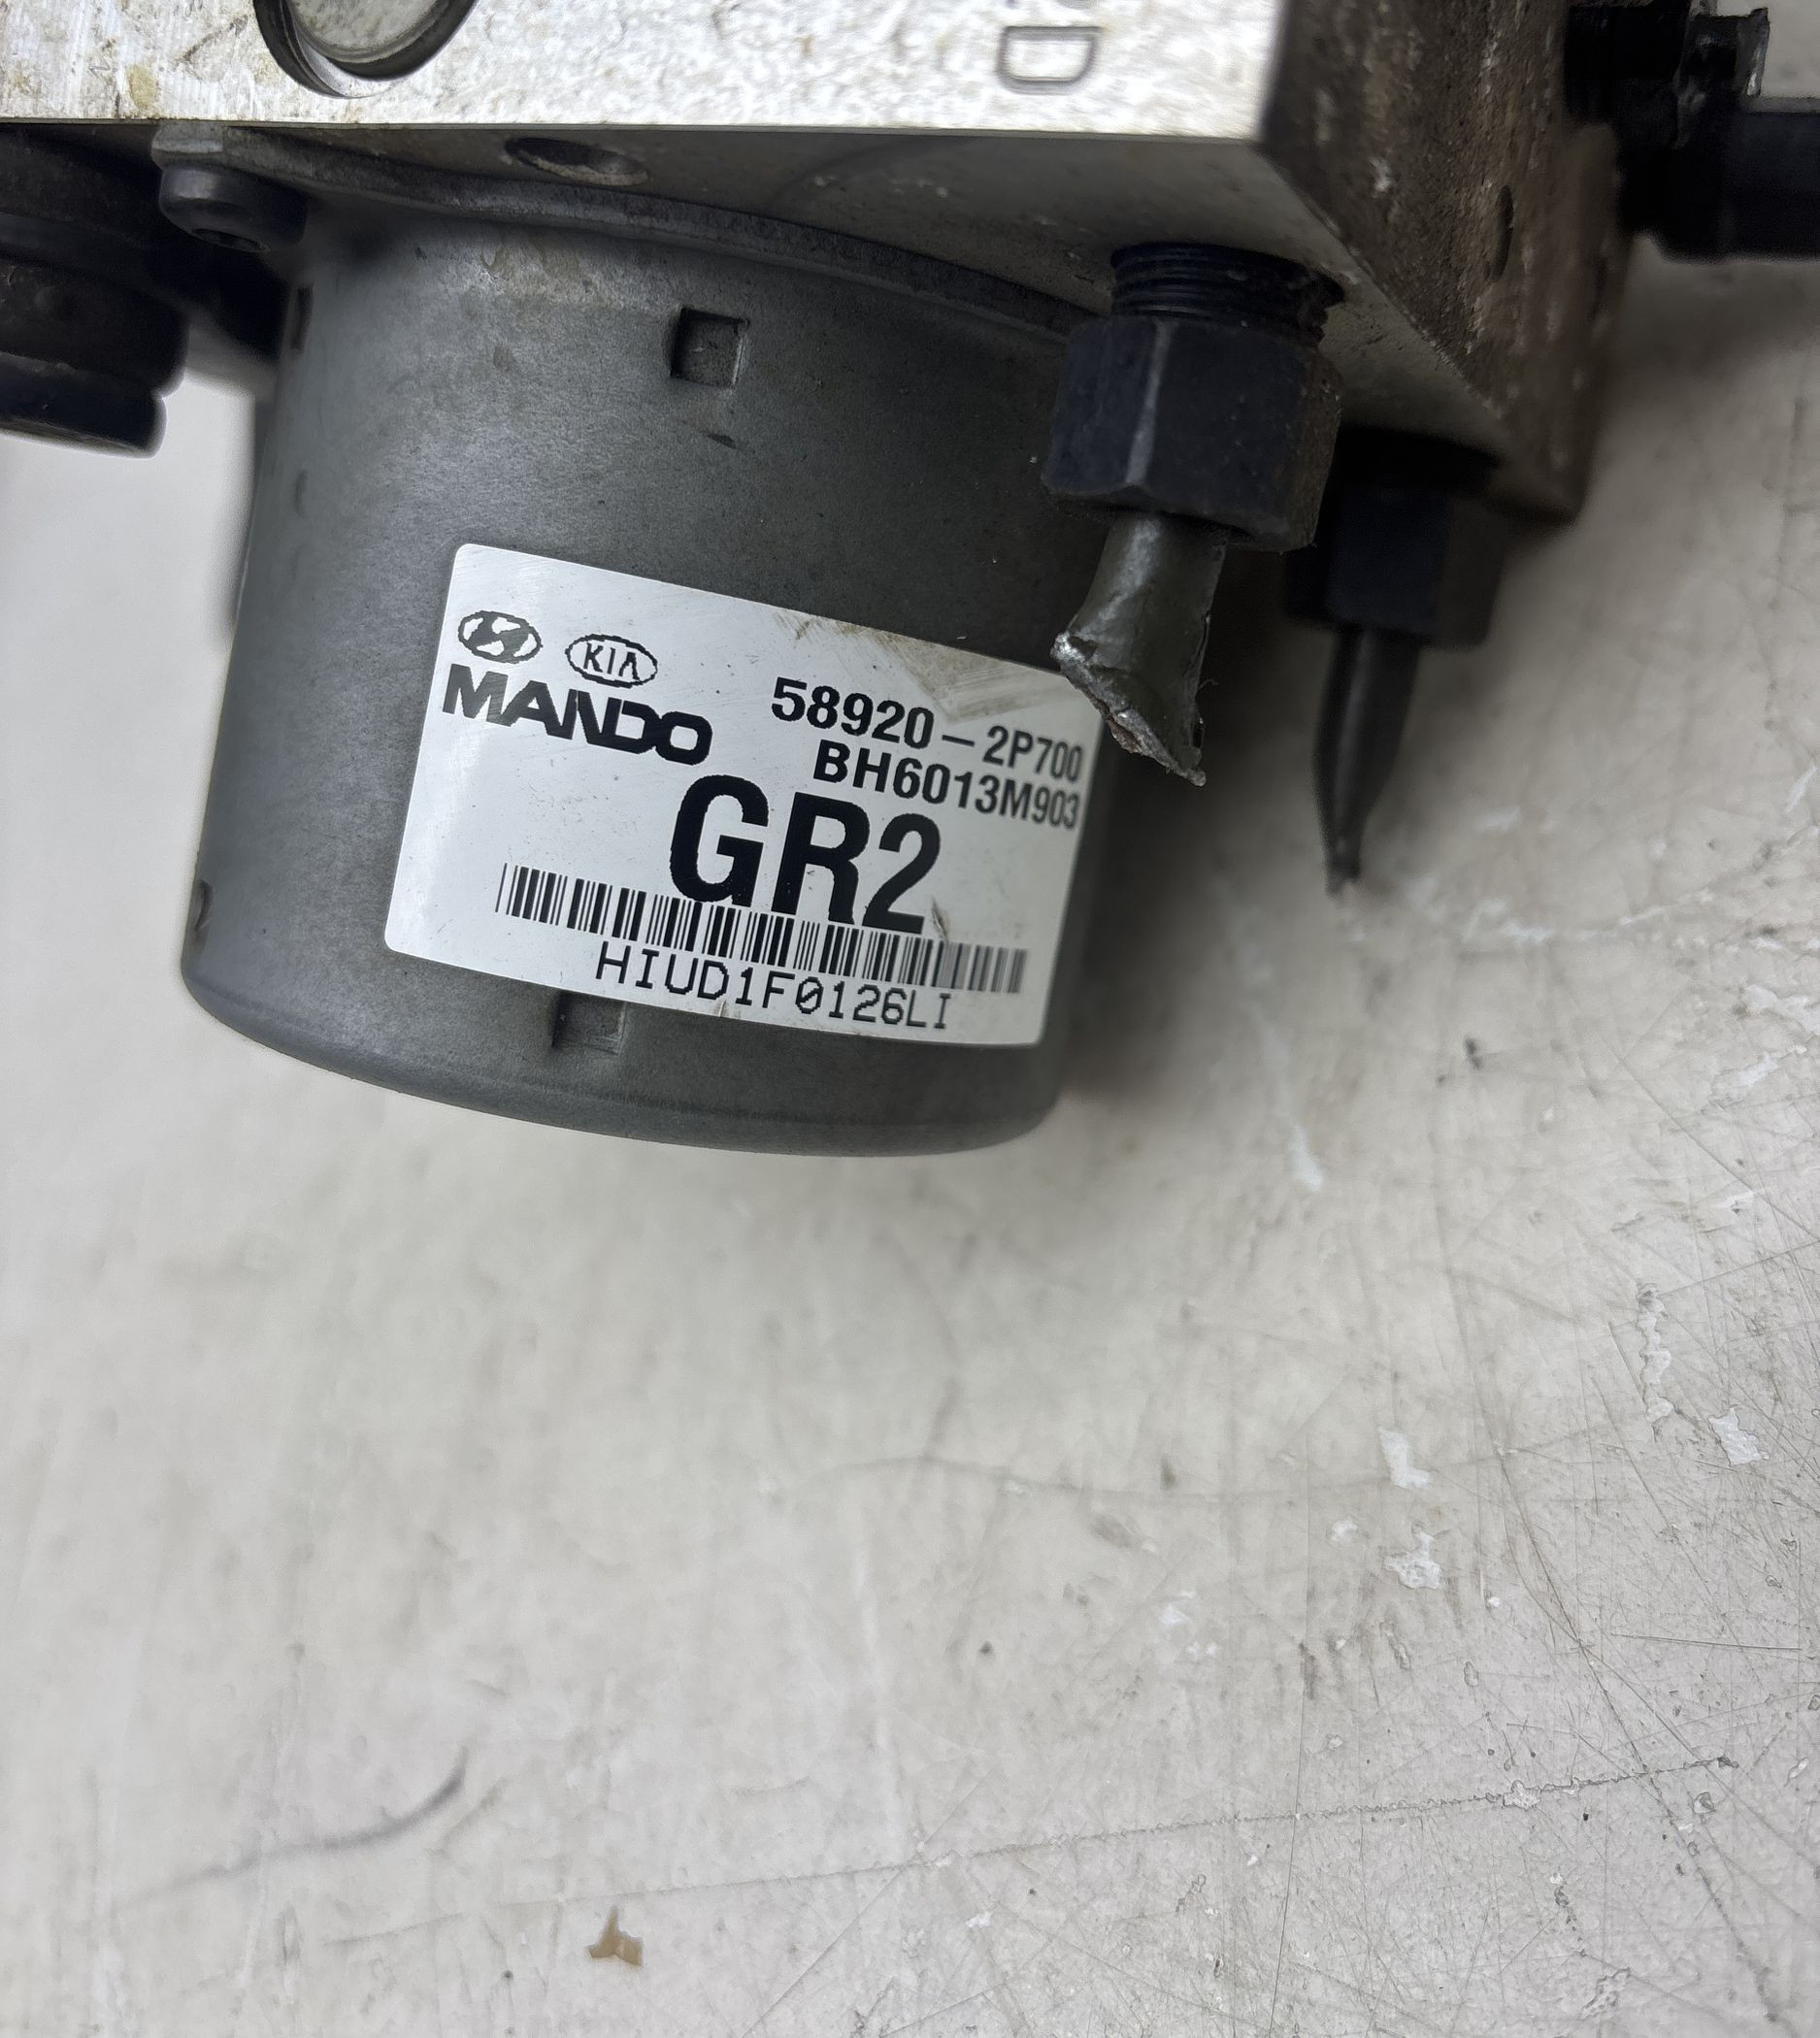 D
KIA
MANDO
58920-2P700
BH6013M903
GR2
HIUD1F0126LI